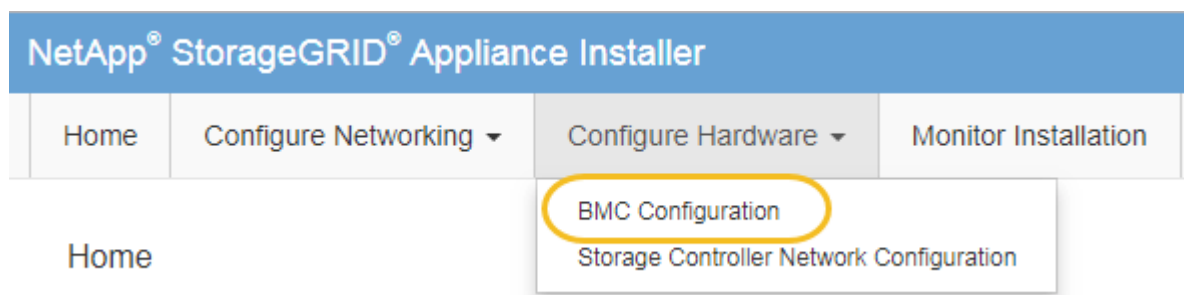 NetApp® StorageGRID® Appliance Installer
Home Configure Networking Configure Hardware Monitor Installation
BMC Configuration
Home
Storage Controller Network Configuration